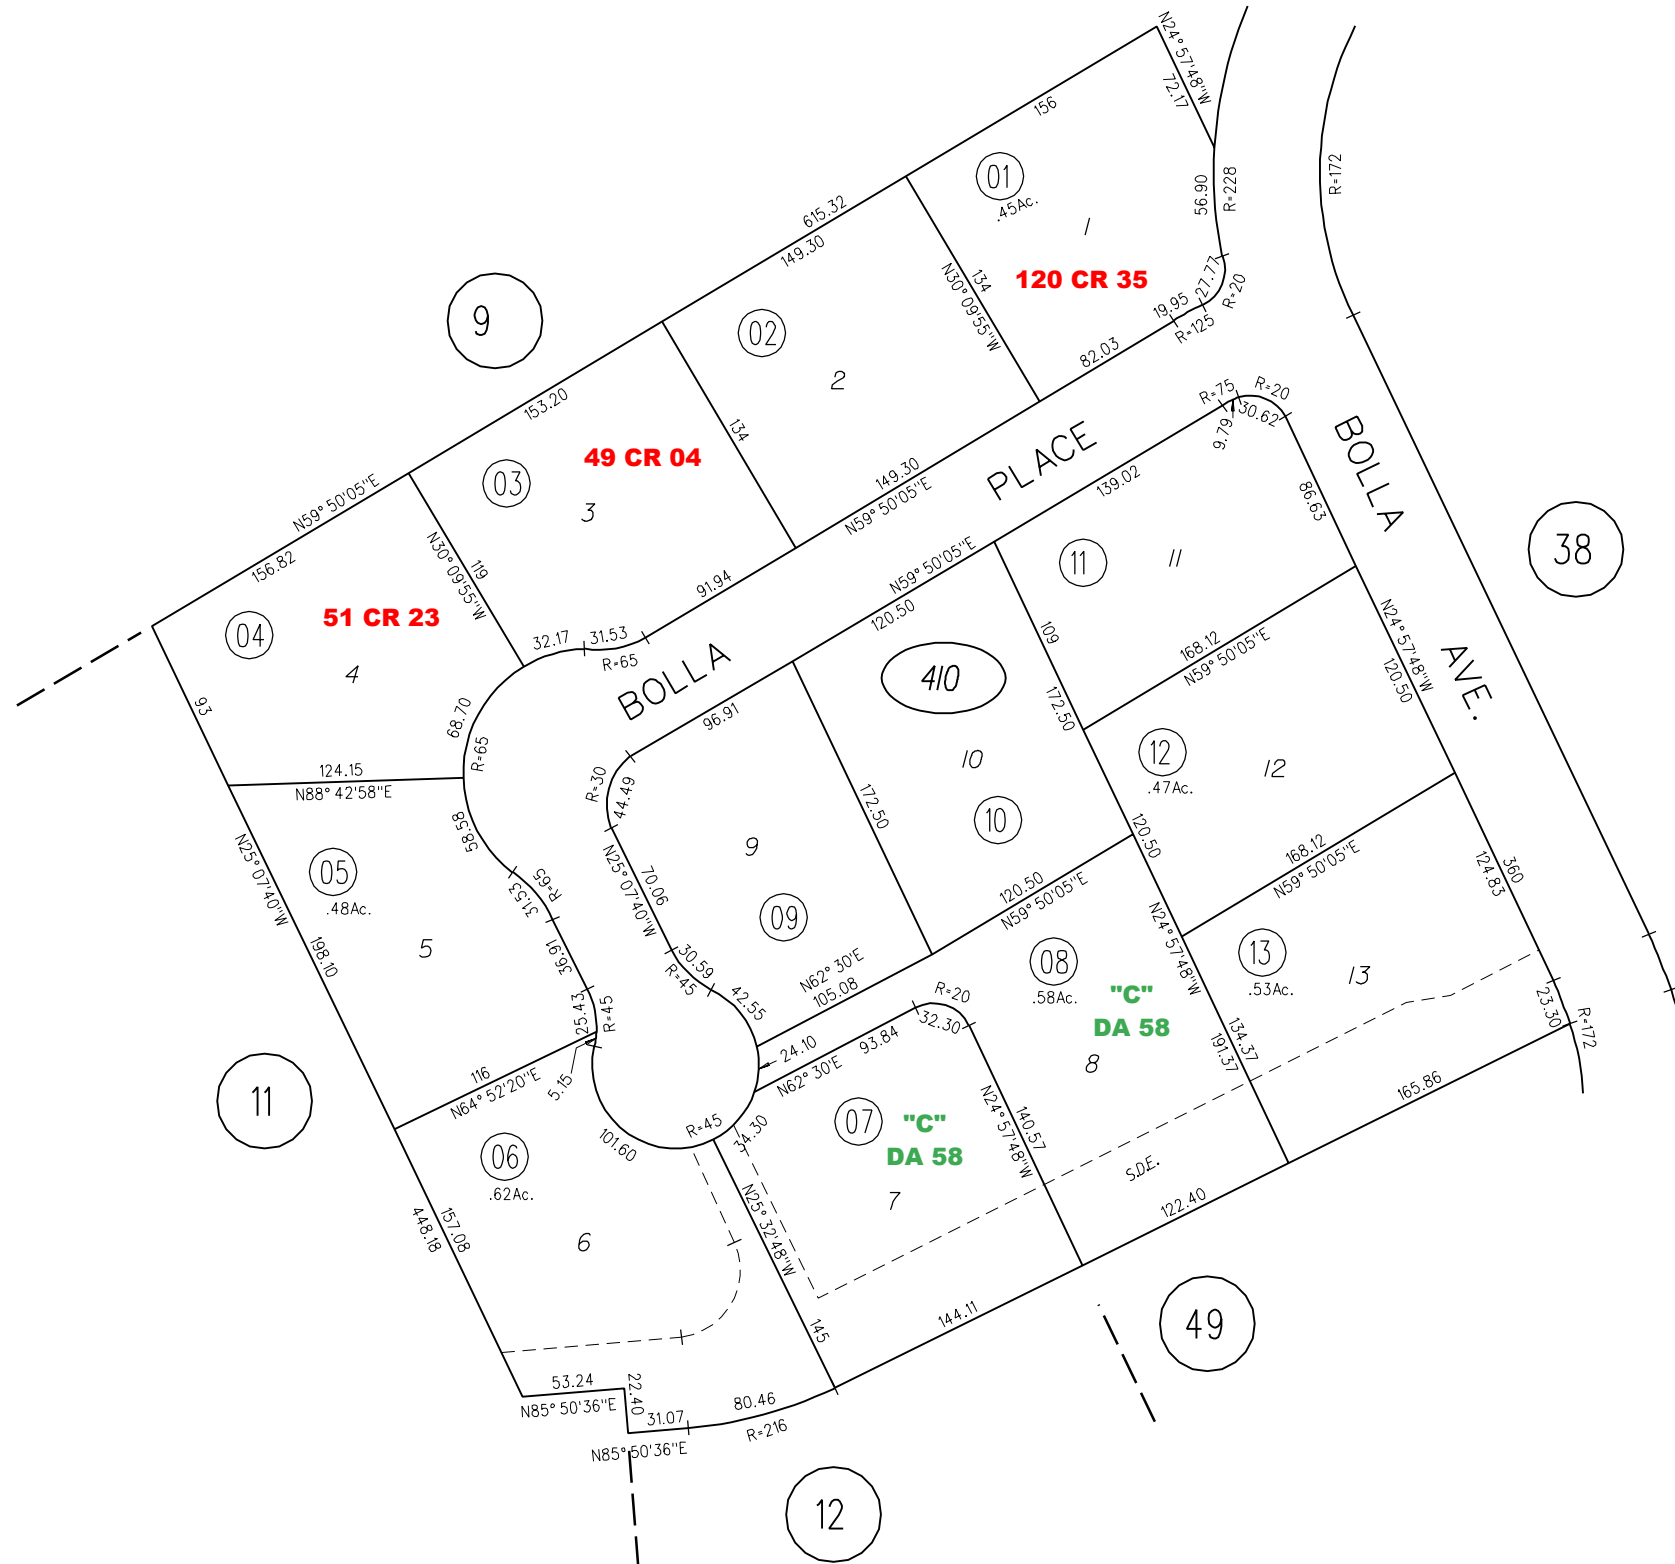 N24°57'48"W
72.17
156
01
.45Ac.
1
56.90
R=228
R=172
615.32
149.30
134
N30°09'55"W
120 CR 35
27.77
R=20
19.95
R=125
82.03
9
02
2
153.20
134
03
49 CR 04
3
149.30
N59°50'05"E
PLACE
R=75
R=20
30.62
9.79
139.02
86.63
BOLLA
AVE.
N59°50'05"E
156.82
119
N30°09'55"W
51 CR 23
04
4
93
91.94
32.17
31.53
R=65
BOLLA
N59°50'05"E
120.50
11
11
38
109
168.12
N59°50'05"E
N24°57'48"W
120.50
410
68.70
R=65
96.91
172.50
10
10
172.50
12
.47Ac.
12
124.15
N88°42'58"E
58.58
R=30
44.49
9
09
N25°07'40"W
05
.48Ac.
5
198.10
R=65
31.53
36.91
70.06
N25°07'40"W
120.50
120.50
N59°50'05"E
168.12
N59°50'05"E
124.83
360
30.59
R=45
42.55
N62°30'E
105.08
08
.58Ac.
"C"
DA 58
8
N24°57'48"W
13
.53Ac.
13
25.43
R=45
R=20
32.30
24.10
93.84
N62°30'E
134.37
191.37
23.30
R=172
11
116
N64°52'20"E
5.15
101.60
R=45
34.30
07
"C"
DA 58
7
N24°57'48"W
140.57
165.86
06
.62Ac.
6
157.08
448.18
N25°32'48"W
145
S.D.E.
122.40
144.11
49
53.24
N85°50'36"E
22.40
31.07
N85°50'36"E
80.46
R=216
12